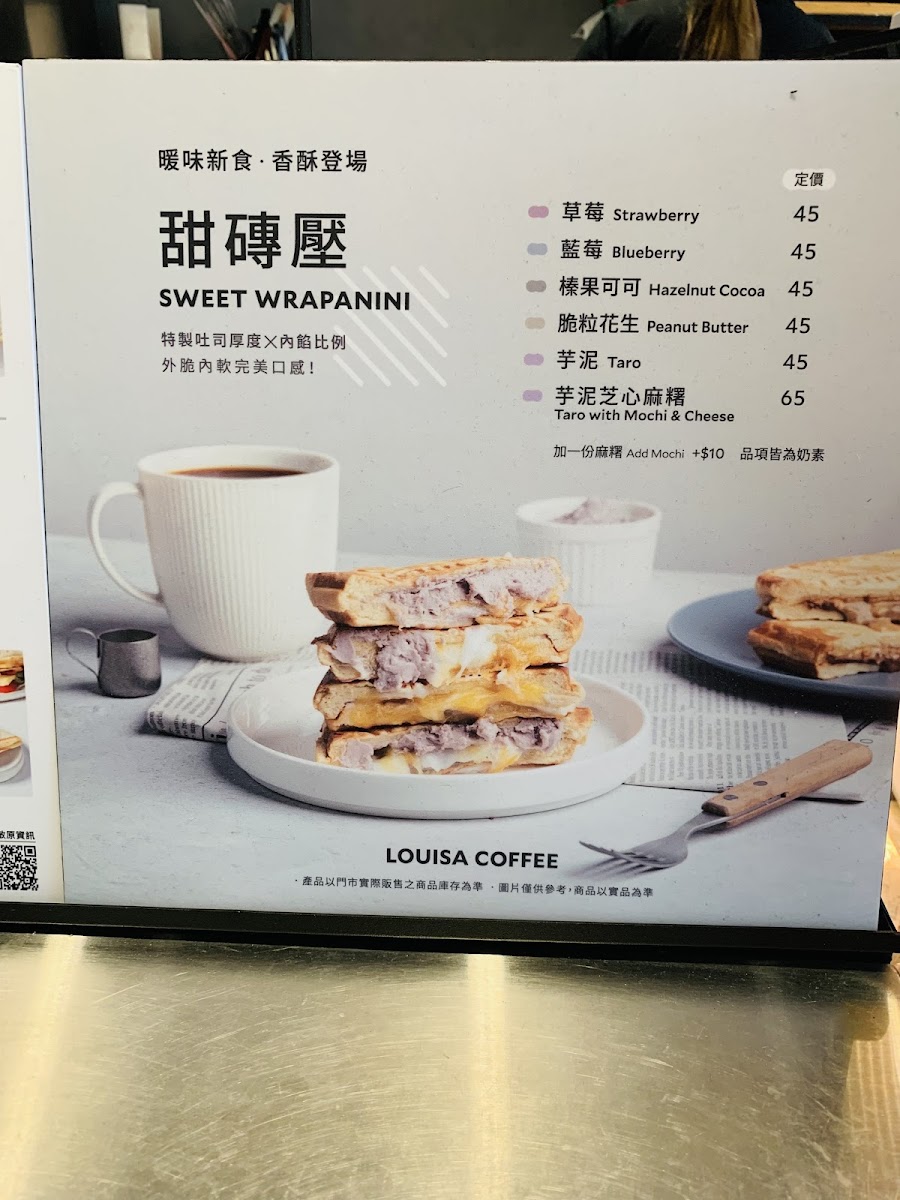 暖味新食·香酥登場
甜磚壓
SWEET WRAPANINI
特製吐司厚度×內餡比例
外脆內軟完美口感!
定價
草莓 Strawberry 45
藍莓 Blueberry 45
榛果可可 Hazelnut Cocoa 45
脆粒花生 Peanut Butter 45
芋泥 Taro 45
芋泥芝心麻糬 65
Taro with Mochi & Cheese
加一份麻糬 Add Mochi +$10 品項皆為奶素
LOUISA COFFEE
·產品以門市實際販售之商品庫存為準 ·圖片僅供參考,商品以實品為準
敏原資訊